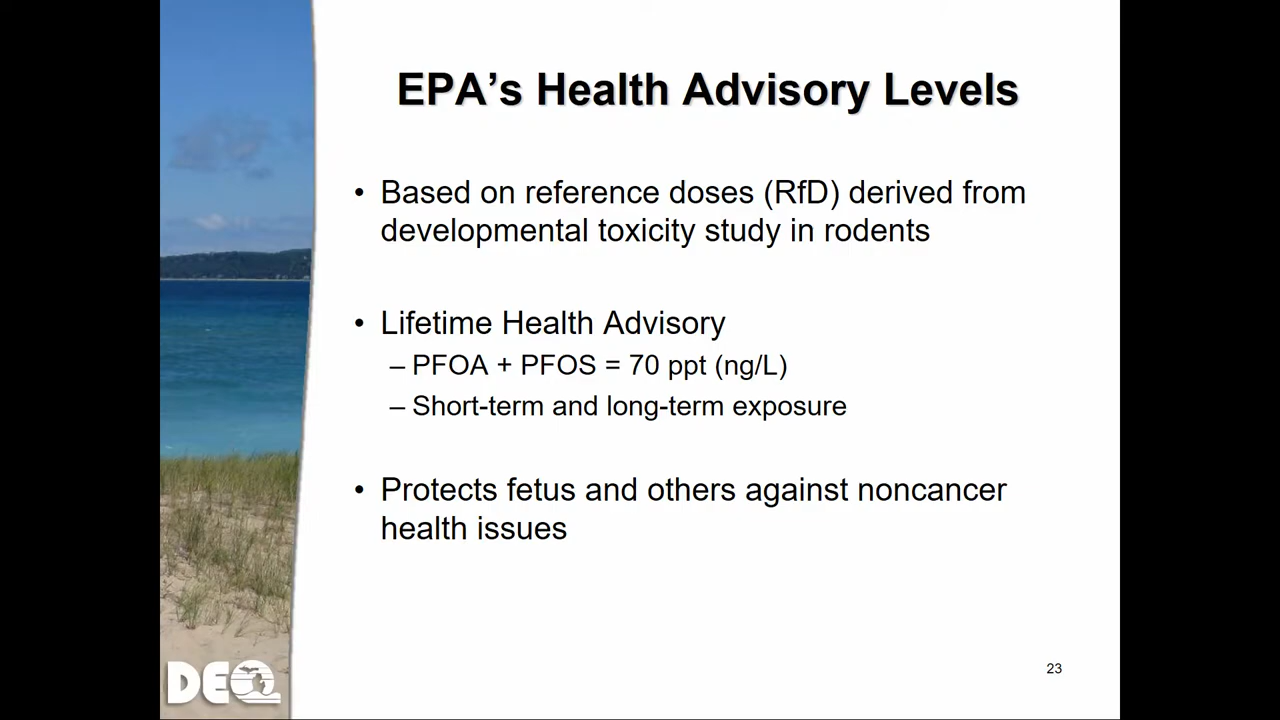 EPA’s Health Advisory Levels
• Based on reference doses (RfD) derived from
developmental toxicity study in rodents
• Lifetime Health Advisory
– PFOA + PFOS = 70 ppt (ng/L)
– Short-term and long-term exposure
• Protects fetus and others against noncancer
health issues
DEQ
23